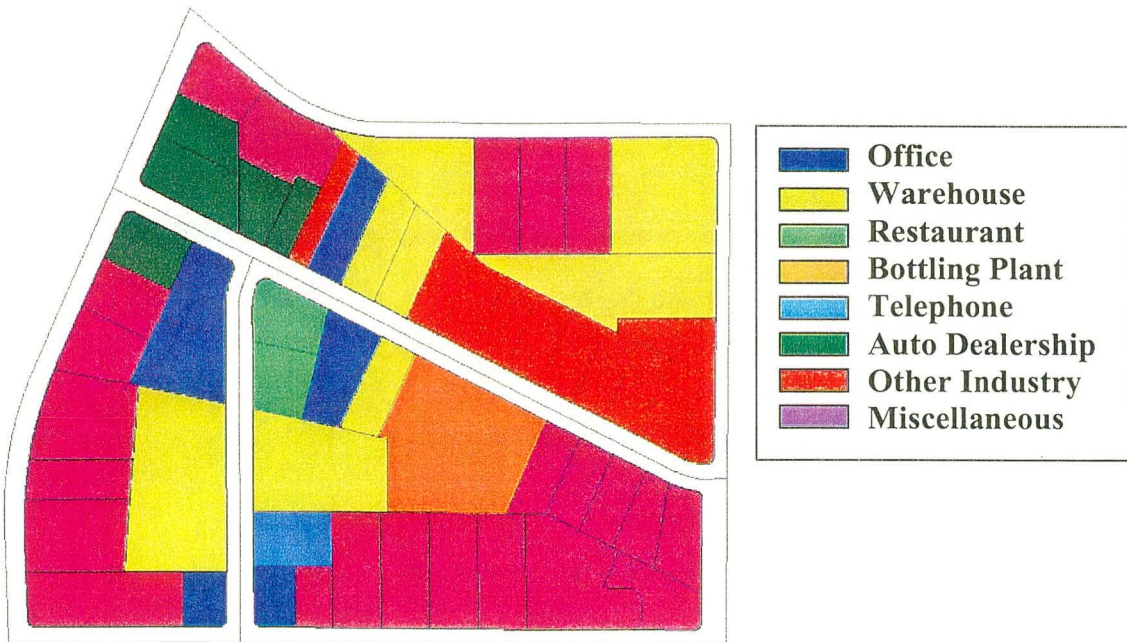 Office
Warehouse
Restaurant
Bottling Plant
Telephone
Auto Dealership
Other Industry
Miscellaneous